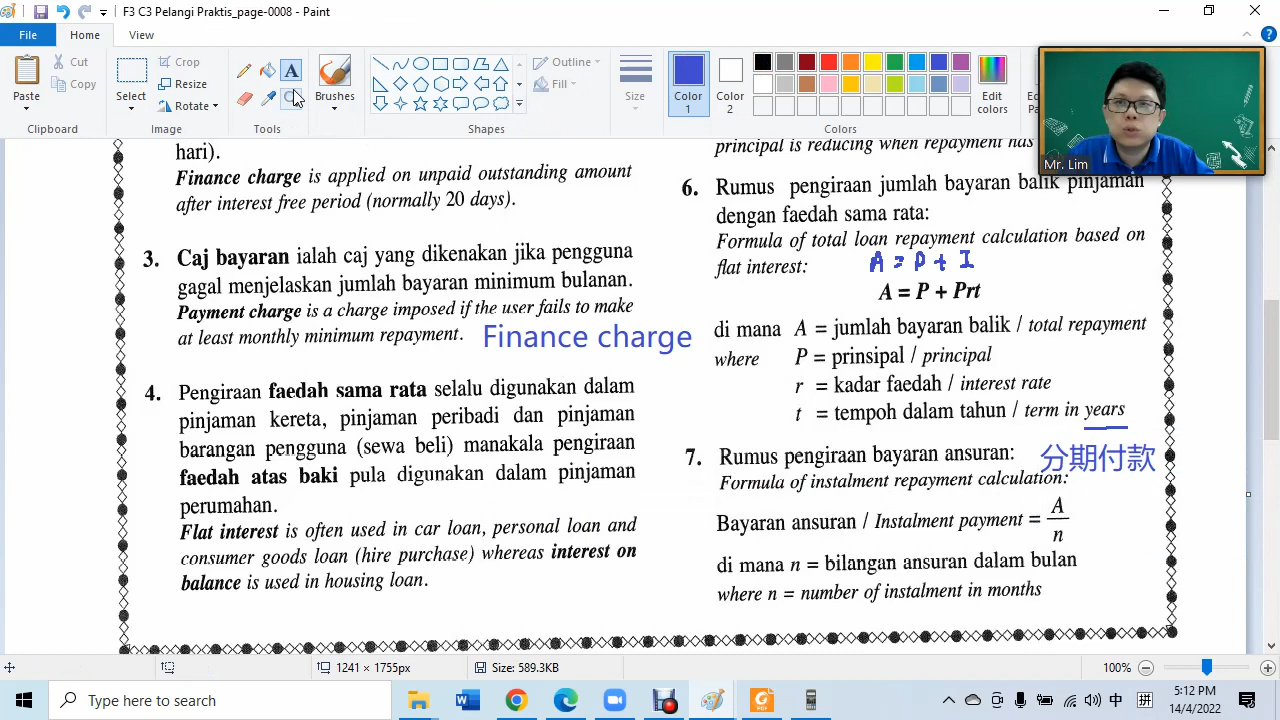 F3 C3 Pelangi Praktis_page-0008 - Paint
File
Home
View
Paste
Cut
Copy
Clipboard
Select
Crop
Resize
Rotate
Image
A
Tools
Brushes
Outline
Fill
Shapes
Size
Color
1
Color
2
Colors
Edit
colors
Mr. Lim
hari).
Finance charge is applied on unpaid outstanding amount
after interest free period (normally 20 days).
3. Caj bayaran ialah caj yang dikenakan jika pengguna
gagal menjelaskan jumlah bayaran minimum bulanan.
Payment charge is a charge imposed if the user fails to make
at least monthly minimum repayment.
Finance charge
4. Pengiraan faedah sama rata selalu digunakan dalam
pinjaman kereta, pinjaman peribadi dan pinjaman
barangan pengguna (sewa beli) manakala pengiraan
faedah atas baki pula digunakan dalam pinjaman
perumahan.
Flat interest is often used in car loan, personal loan and
consumer goods loan (hire purchase) whereas interest on
balance is used in housing loan.
principal is reducing when repayment has
6. Rumus pengiraan jumlah bayaran balik pinjaman
dengan faedah sama rata:
Formula of total loan repayment calculation based on
flat interest:
A = P + I
A = P + Prt
di mana A = jumlah bayaran balik / total repayment
where P = prinsipal / principal
r = kadar faedah / interest rate
t = tempoh dalam tahun / term in years
7. Rumus pengiraan bayaran ansuran:
分期付款
Formula of instalment repayment calculation:
Bayaran ansuran / Instalment payment = A/n
di mana n = bilangan ansuran dalam bulan
where n = number of instalment in months
1241 × 1755px
Size: 589.3KB
100%
Type here to search
中
拼
5:12 PM
14/4/2022